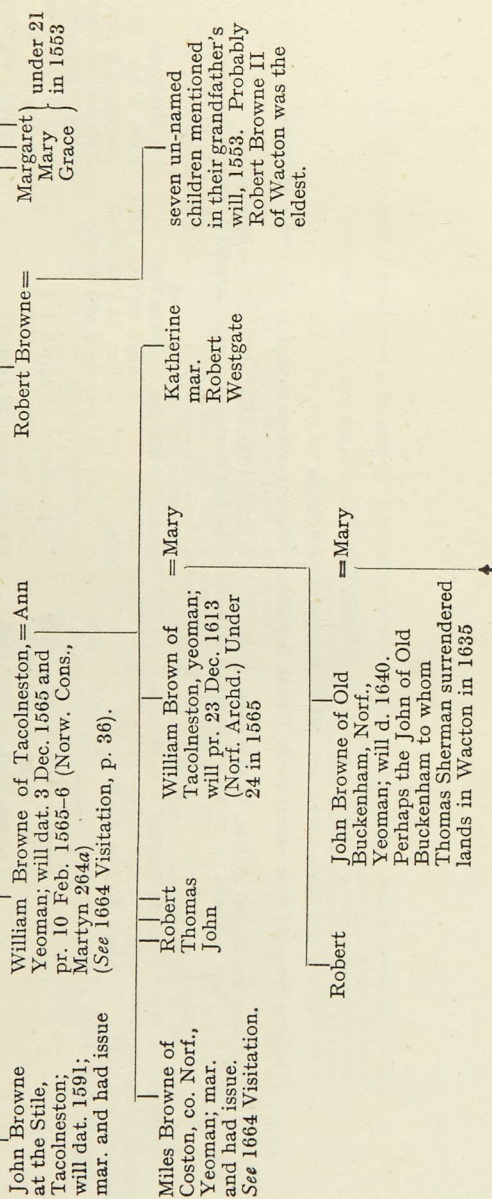 John Browne
at the Stile,
Tacolneston;
will dat. 1591;
mar. and had issue
William Browne of Tacolneston, = Ann
Yeoman; will dat. 3 Dec. 1565 and
pr. 10 Feb. 1565–6 (Norw. Cons.,
Martyn 264a)
(See 1664 Visitation, p. 36).
Robert Browne =
Margaret
Mary
Grace
} under 21
in 1553
Miles Browne of
Coston, co. Norf.,
Yeoman; mar.
and had issue.
See 1664 Visitation.
Robert
Thomas
John
William Brown of = Mary
Tacolneston, yeoman;
will pr. 23 Dec. 1613
(Norf. Archd.) Under
24 in 1565
Katherine
mar.
Robert
Westgate
seven un-named
children mentioned
in their grandfather's
will, 1553. Probably
Robert Browne II
of Wacton was the
eldest.
Robert
John Browne of Old = Mary
Buckenham, Norf.,
Yeoman; will d. 1640.
Perhaps the John of Old
Buckenham to whom
Thomas Sherman surrendered
lands in Wacton in 1635